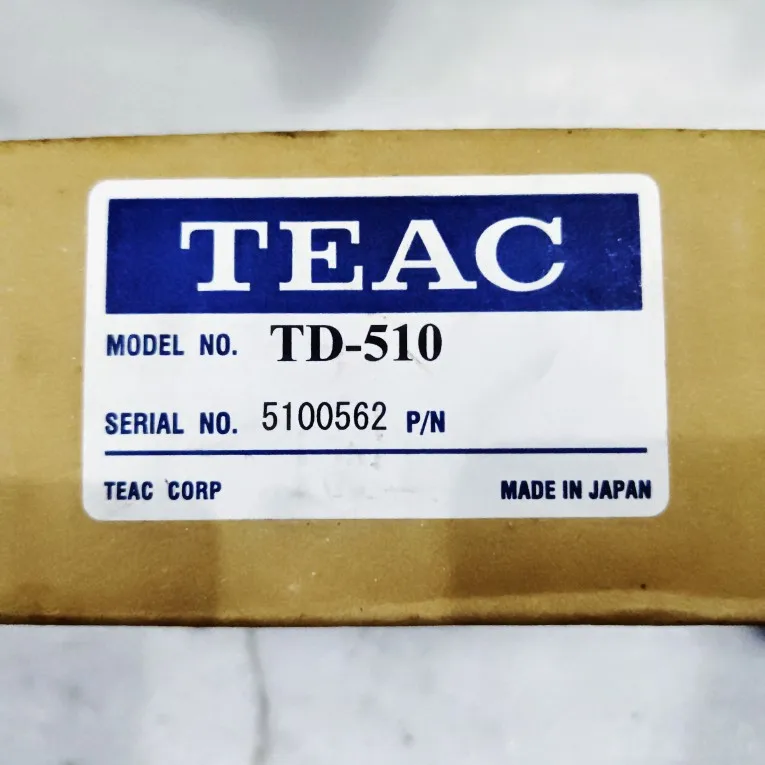 TEAC
MODEL NO. TD-510
SERIAL NO. 5100562 P/N
TEAC CORP MADE IN JAPAN